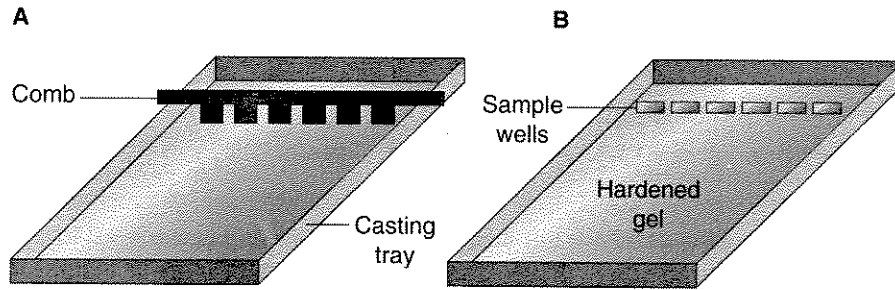 A
B
Comb
Sample
wells
Hardened
gel
Casting
tray